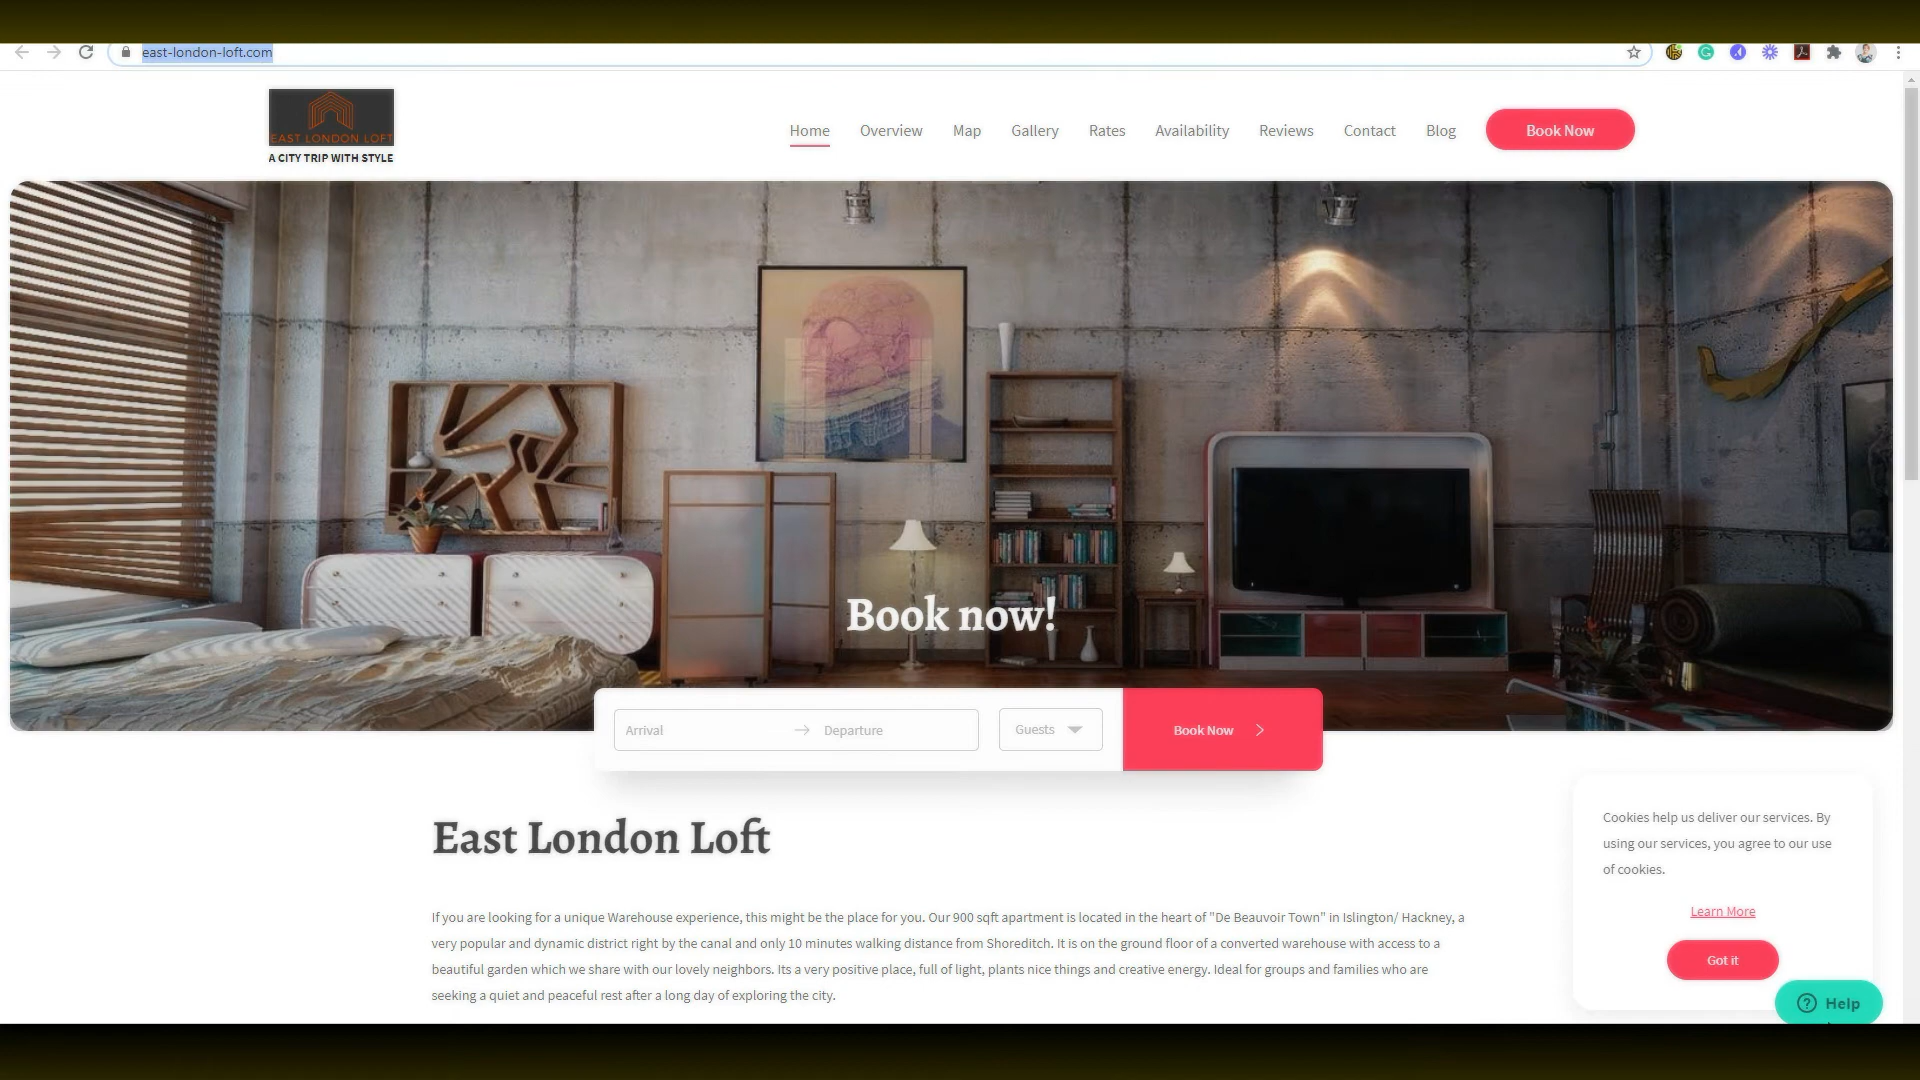 east-london-loft.com
EAST LONDON LOFT
A CITY TRIP WITH STYLE
Home
Overview
Map
Gallery
Rates
Availability
Reviews
Contact
Blog
Book Now
Book now!
Arrival
Departure
Guests
Book Now
East London Loft
If you are looking for a unique Warehouse experience, this might be the place for you. Our 900 sqft apartment is located in the heart of "De Beauvoir Town" in Islington/ Hackney, a
very popular and dynamic district right by the canal and only 10 minutes walking distance from Shoreditch. It is on the ground floor of a converted warehouse with access to a
beautiful garden which we share with our lovely neighbors. Its a very positive place, full of light, plants nice things and creative energy. Ideal for groups and families who are
seeking a quiet and peaceful rest after a long day of exploring the city.
Cookies help us deliver our services. By
using our services, you agree to our use
of cookies.
Learn More
Got it
Help